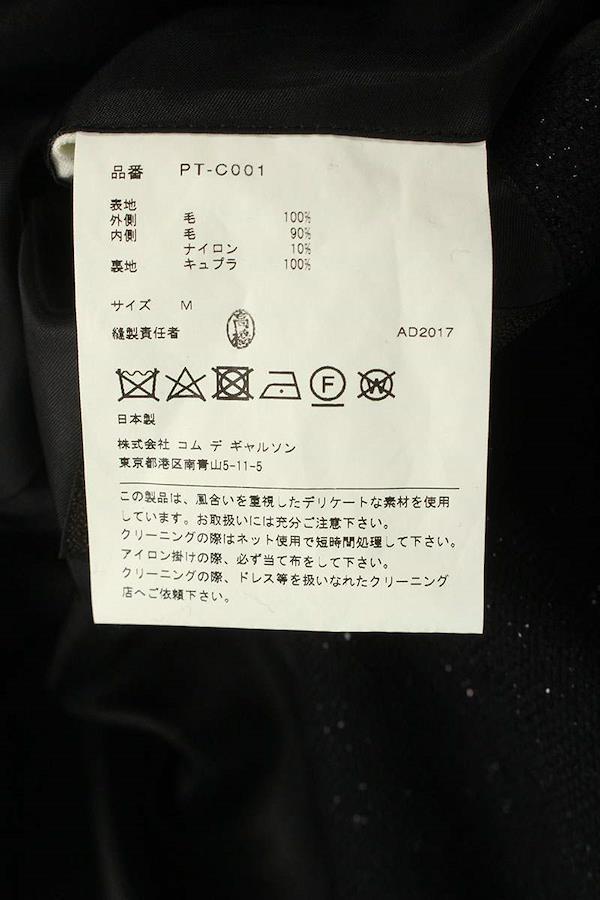 品番 PT-C001
表地
外側 毛 100%
内側 毛 90%
ナイロン 10%
裏地 キュプラ 100%
サイズ M
縫製責任者 高橋 AD2017
F W
日本製
株式会社 コム デ ギャルソン
東京都港区南青山5-11-5
この製品は、風合いを重視したデリケートな素材を使用
しています。お取扱いには充分ご注意下さい。
クリーニングの際はネット使用で短時間処理して下さい。
アイロン掛けの際、必ず当て布をして下さい。
クリーニングの際、ドレス等を扱いなれたクリーニング
店へご依頼下さい。